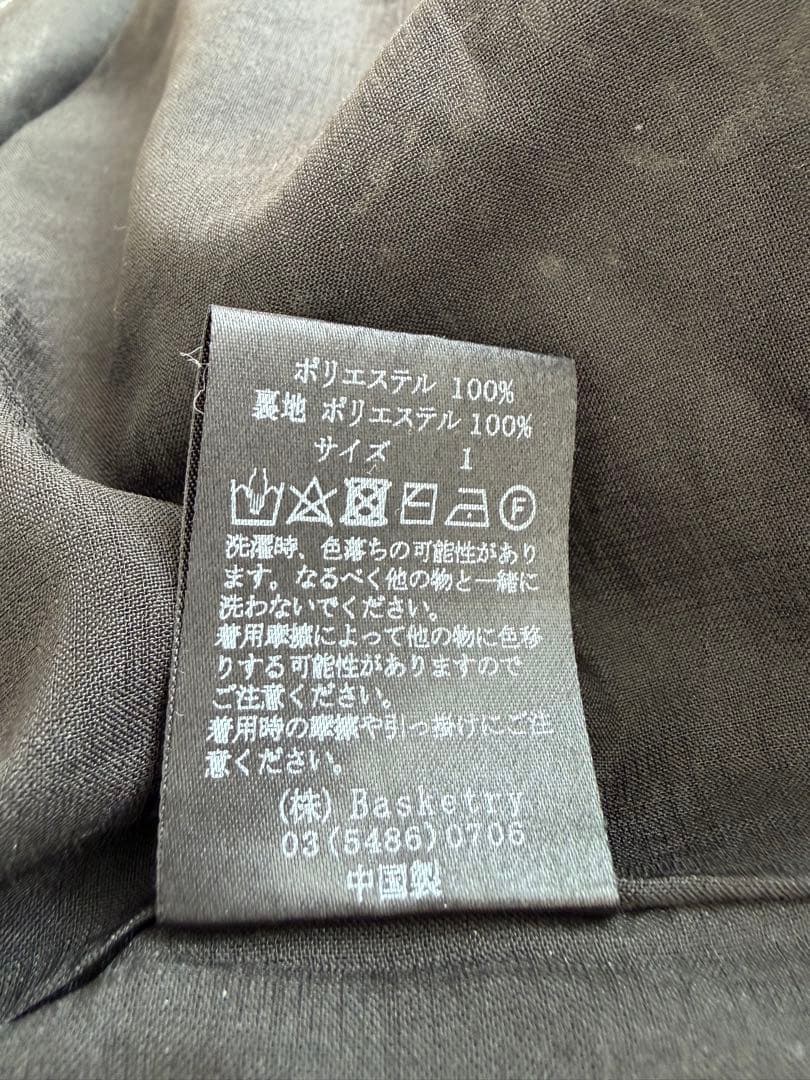 ポリエステル 100%
裏地 ポリエステル 100%
サイズ 1
F
洗濯時、色落ちの可能性があり
ます。なるべく他の物と一緒に
洗わないでください。
着用摩擦によって他の物に色移
りする可能性がありますので
ご注意ください。
着用時の摩擦や引っ掛けにご注
意ください。
(株) Basketry
03(5486)0706
中国製